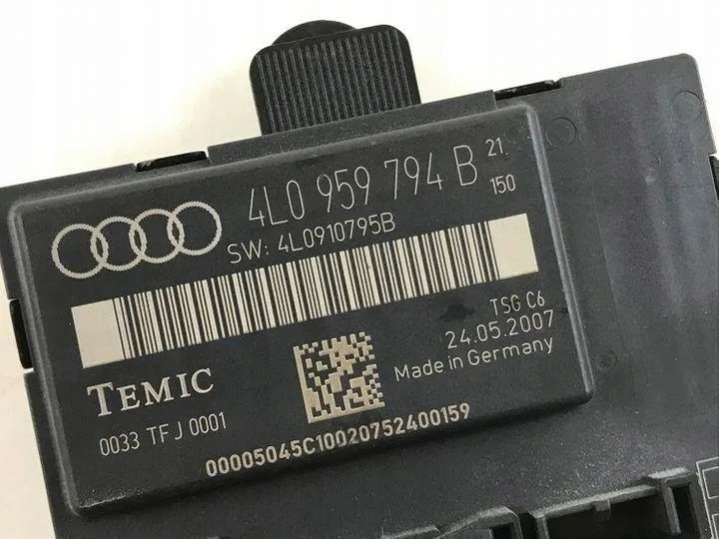 4L0 959 794 B 21
150
SW: 4L0910795B
TSG C6
24.05.2007
Made in Germany
TEMIC
0033 TFJ 0001
00005045C10020752400159